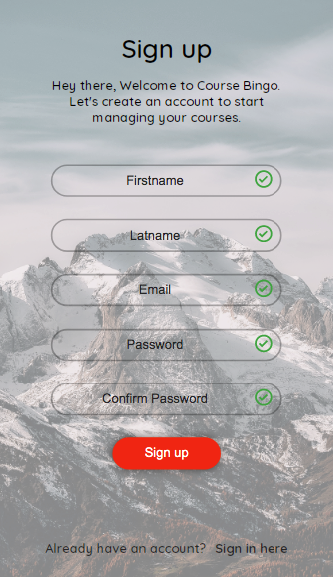 Sign up
Hey there, Welcome to Course Bingo.
Let's create an account to start
managing your courses.
Firstname
Latname
Email
Password
Confirm Password
Sign up
Already have an account? Sign in here